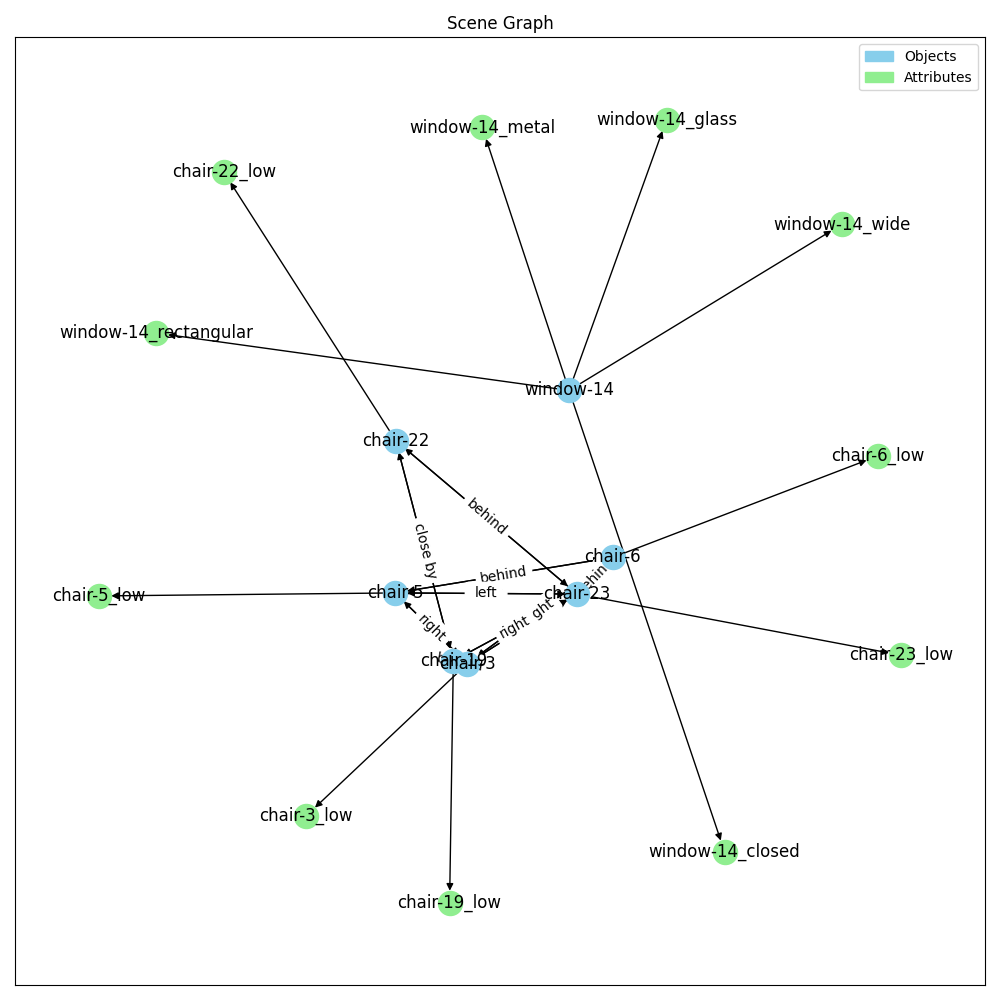 Scene Graph
Objects
Attributes
window-14_metal
window-14_glass
chair-22_low
window-14_wide
window-14_rectangular
window-14
chair-22
chair-6_low
behind
close by
chair-6
behind
chair-5
left
chair-23
chair-5_low
right
right
chair-19
chair-3
chair-23_low
chair-3_low
window-14_closed
chair-19_low